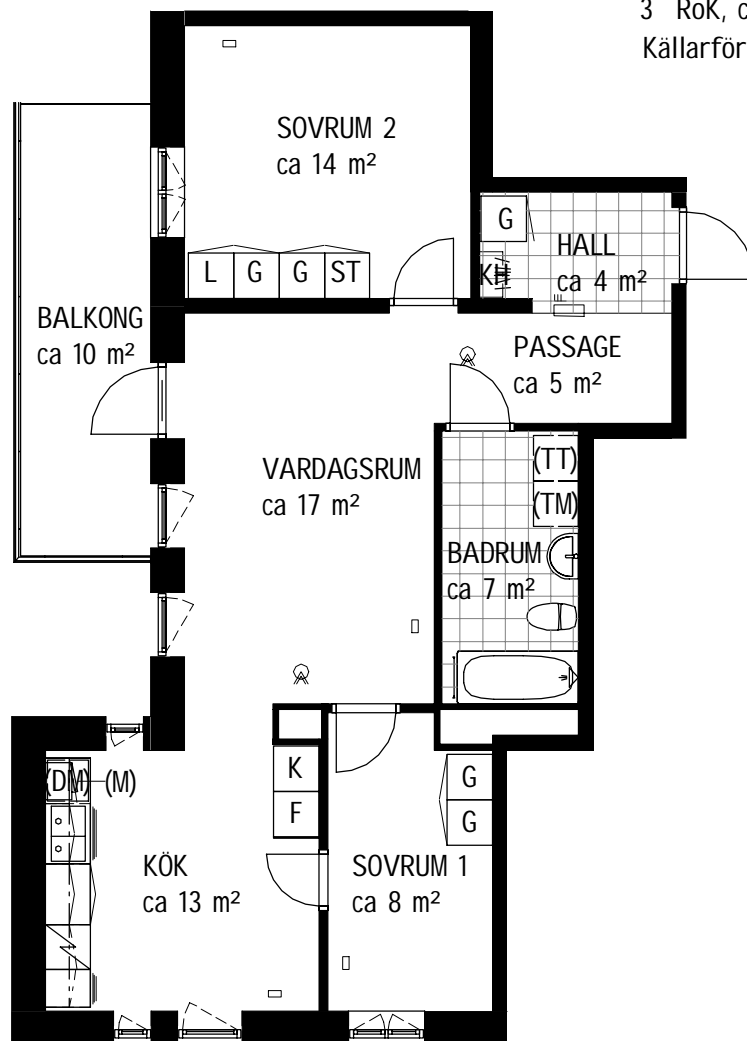 3 RoK, c
Källarför
SOVRUM 2
ca 14 m²
G
HALL
KH
ca 4 m²
L G G ST
BALKONG
ca 10 m²
PASSAGE
ca 5 m²
VARDAGSRUM
ca 17 m²
(TT)
(TM)
BADRUM
ca 7 m²
K
F
(DM) (M)
G
G
KÖK
ca 13 m²
SOVRUM 1
ca 8 m²